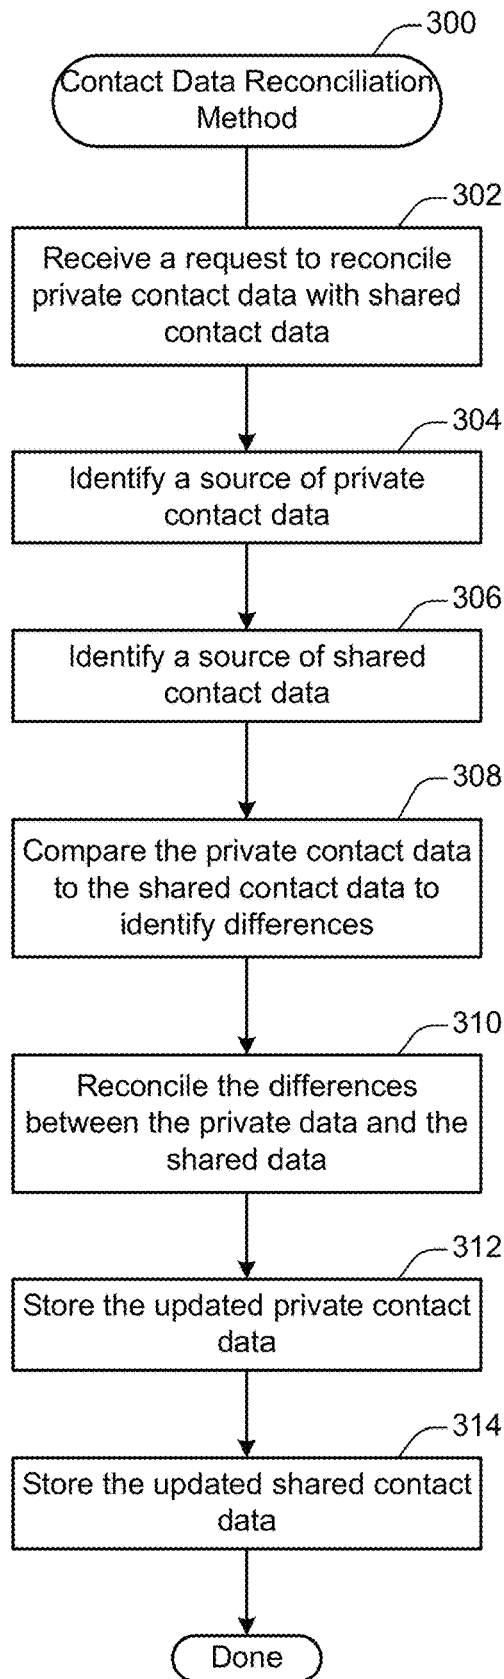 300
Contact Data Reconciliation
Method
302
Receive a request to reconcile
private contact data with shared
contact data
304
Identify a source of private
contact data
306
Identify a source of shared
contact data
308
Compare the private contact data
to the shared contact data to
identify differences
310
Reconcile the differences
between the private data and the
shared data
312
Store the updated private contact
data
314
Store the updated shared contact
data
Done